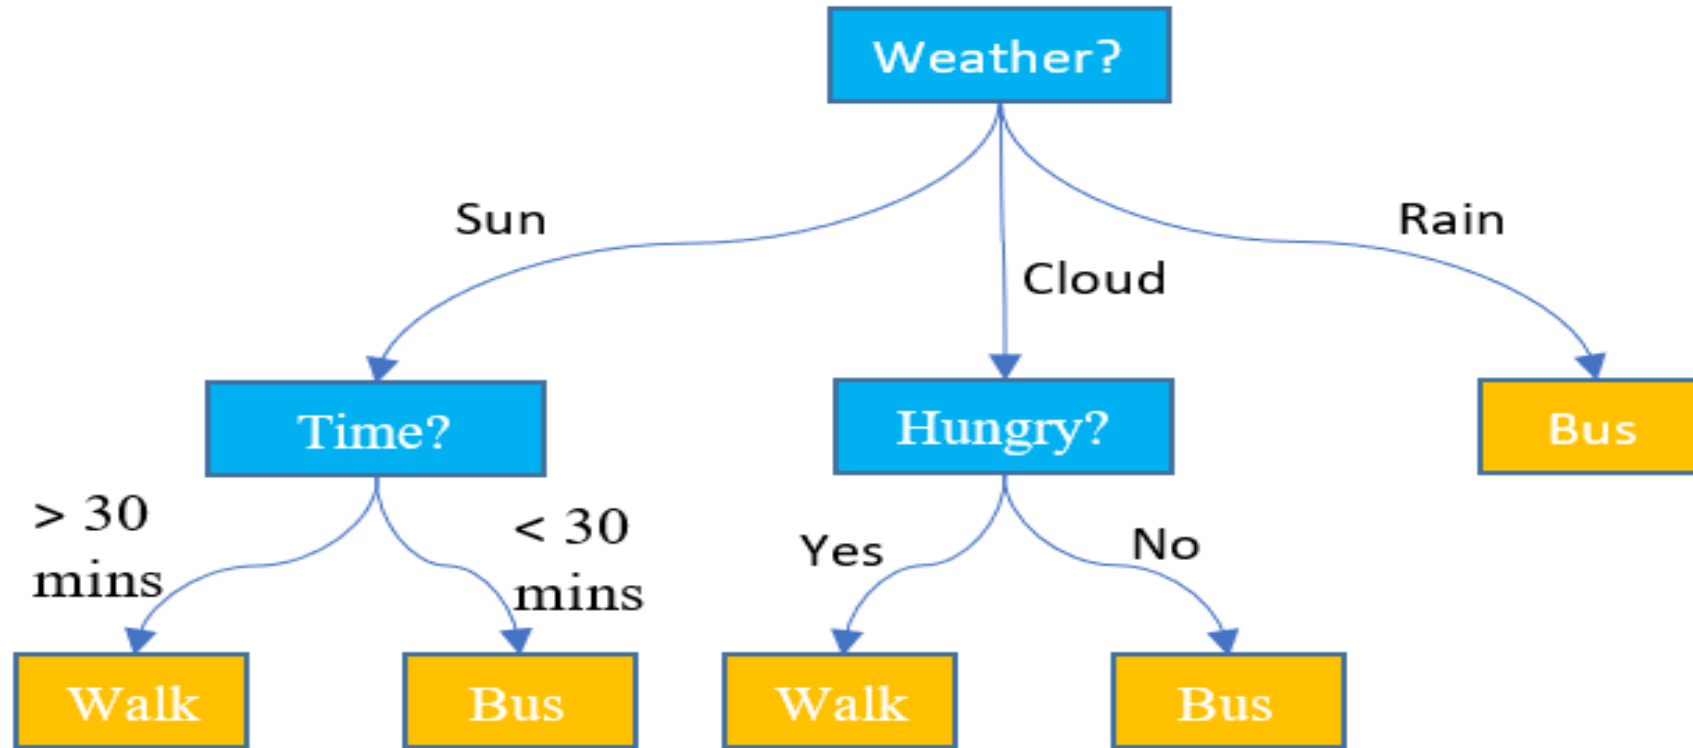 Weather?
Sun
Cloud
Rain
Time?
Hungry?
Bus
> 30
mins
< 30
mins
Yes
No
Walk
Bus
Walk
Bus